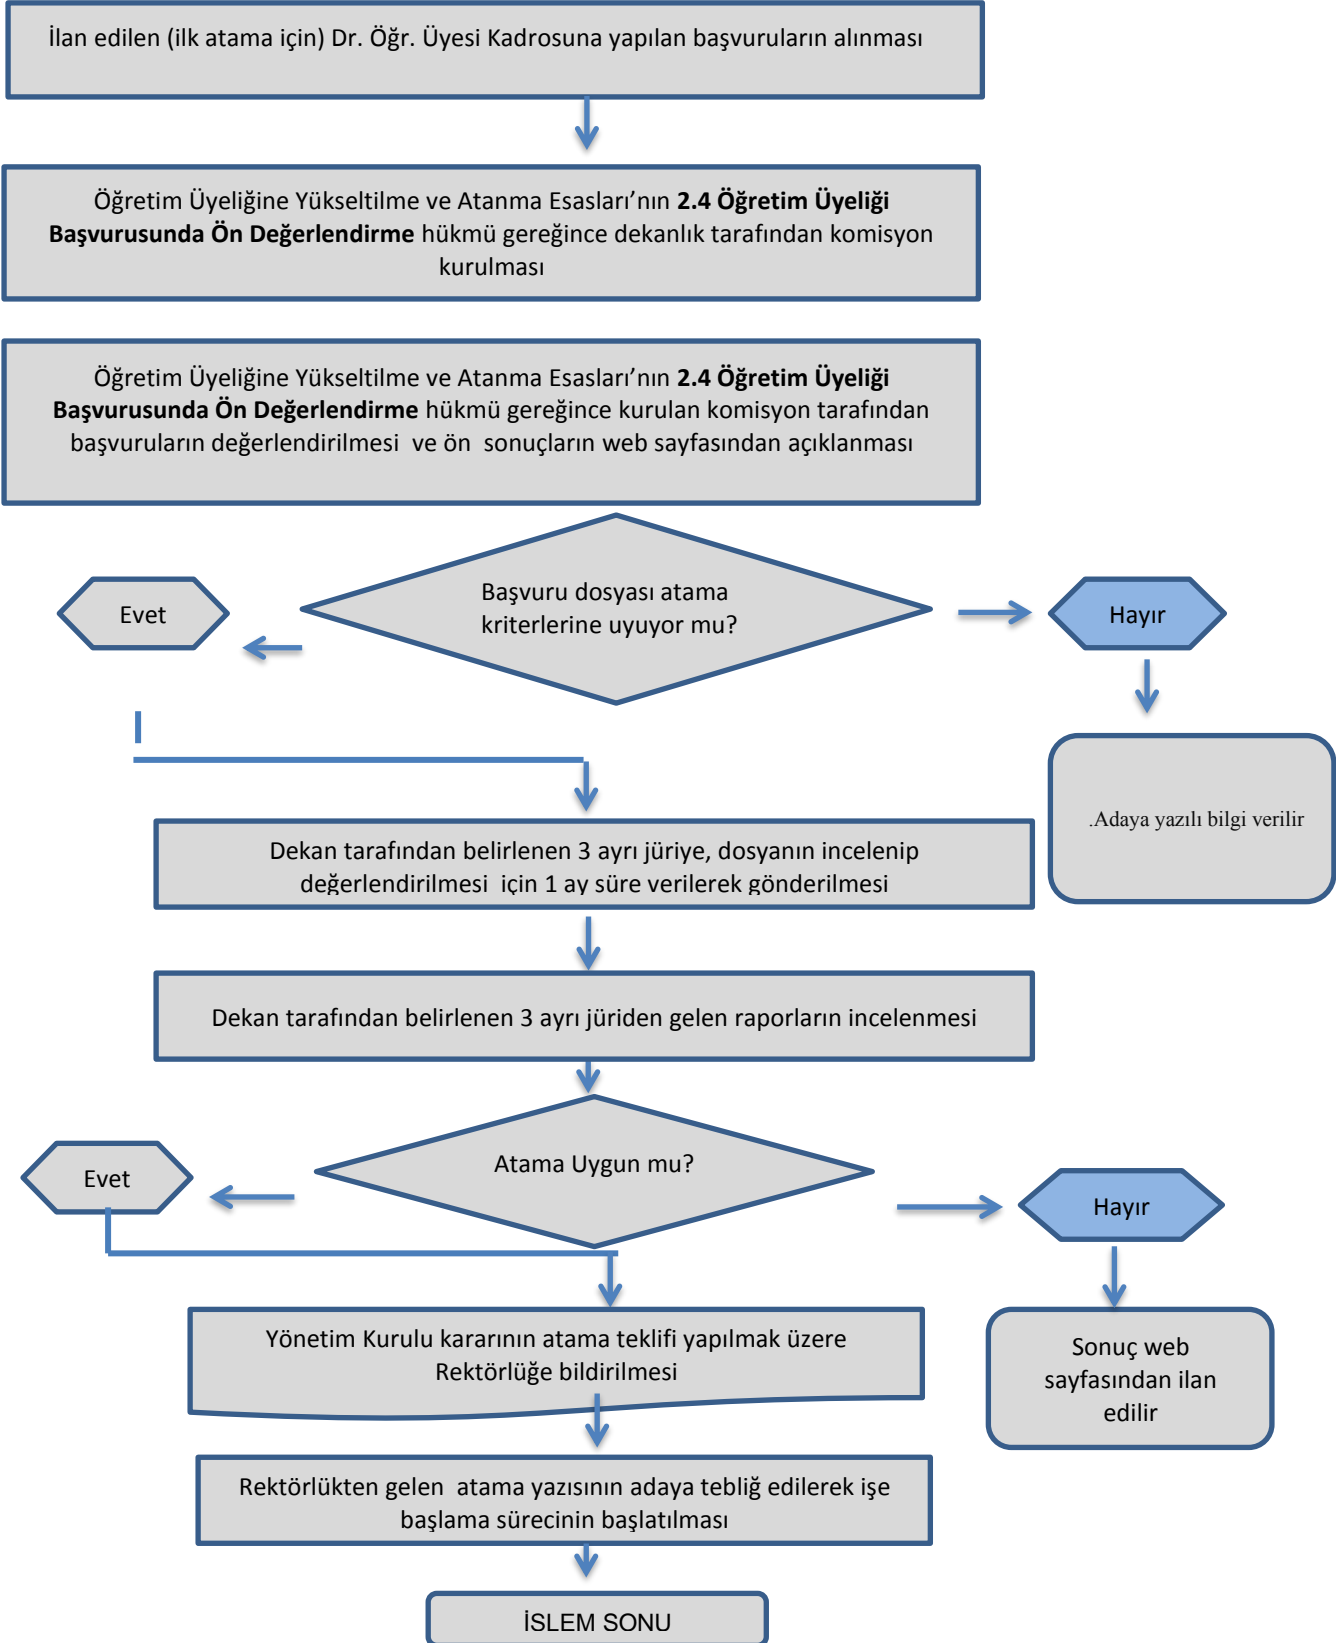 İlan edilen (ilk atama için) Dr. Öğr. Üyesi Kadrosuna yapılan başvuruların alınması
Öğretim Üyeliğine Yükseltilme ve Atanma Esasları’nın 2.4 Öğretim Üyeliği
Başvurusunda Ön Değerlendirme hükmü gereğince dekanlık tarafından komisyon
kurulması
Öğretim Üyeliğine Yükseltilme ve Atanma Esasları’nın 2.4 Öğretim Üyeliği
Başvurusunda Ön Değerlendirme hükmü gereğince kurulan komisyon tarafından
başvuruların değerlendirilmesi ve ön sonuçların web sayfasından açıklanması
Başvuru dosyası atama
kriterlerine uyuyor mu?
Evet
Hayır
.Adaya yazılı bilgi verilir
Dekan tarafından belirlenen 3 ayrı jüriye, dosyanın incelenip
değerlendirilmesi için 1 ay süre verilerek gönderilmesi
Dekan tarafından belirlenen 3 ayrı jüriden gelen raporların incelenmesi
Atama Uygun mu?
Evet
Hayır
Yönetim Kurulu kararının atama teklifi yapılmak üzere
Rektörlüğe bildirilmesi
Sonuç web
sayfasından ilan
edilir
Rektörlükten gelen atama yazısının adaya tebliğ edilerek işe
başlama sürecinin başlatılması
İSLEM SONU